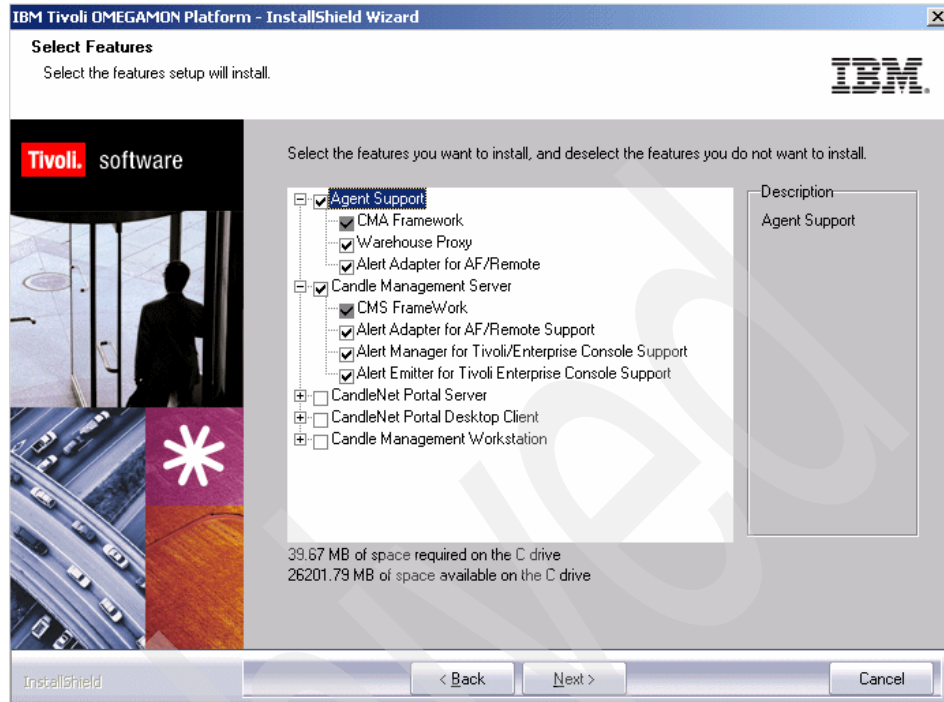 IBM Tivoli OMEGAMON Platform - InstallShield Wizard
Select Features
Select the features setup will install.
IBM.
Tivoli. software
Select the features you want to install, and deselect the features you do not want to install.
Agent Support
CMA Framework
Warehouse Proxy
Alert Adapter for AF/Remote
Candle Management Server
CMS FrameWork
Alert Adapter for AF/Remote Support
Alert Manager for Tivoli/Enterprise Console Support
Alert Emitter for Tivoli Enterprise Console Support
CandleNet Portal Server
CandleNet Portal Desktop Client
Candle Management Workstation
Description
Agent Support
39.67 MB of space required on the C drive
26201.79 MB of space available on the C drive
InstallShield
< Back
Next >
Cancel